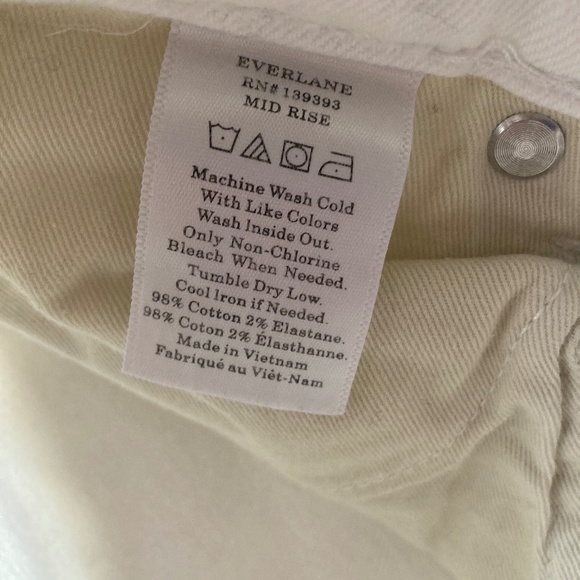 EVERLANE
RN# 139393
MID RISE
Machine Wash Cold
With Like Colors
Wash Inside Out.
Only Non-Chlorine
Bleach When Needed.
Tumble Dry Low.
Cool Iron if Needed.
98% Cotton 2% Elastane.
98% Coton 2% Élasthanne.
Made in Vietnam
Fabriqué au Viêt-Nam